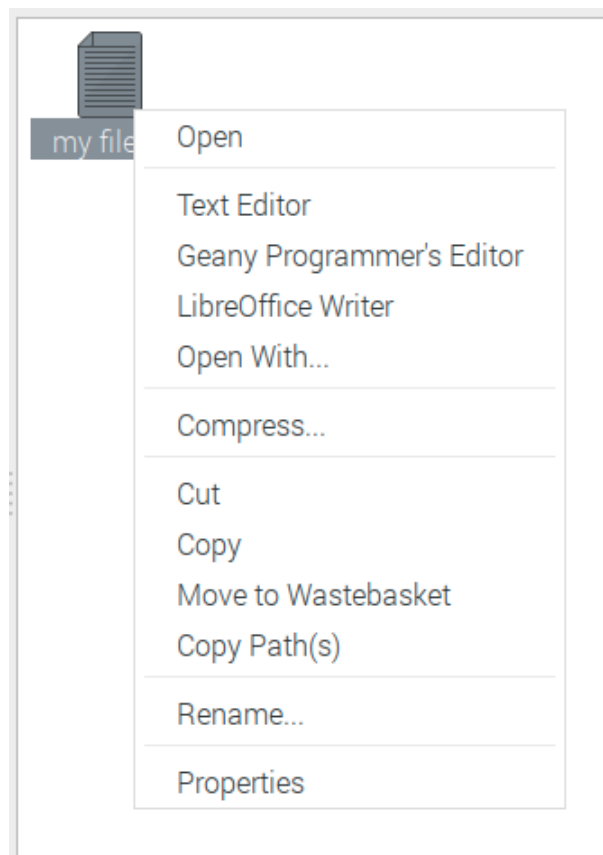 my file
Open
Text Editor
Geany Programmer's Editor
LibreOffice Writer
Open With...
Compress...
Cut
Copy
Move to Wastebasket
Copy Path(s)
Rename...
Properties